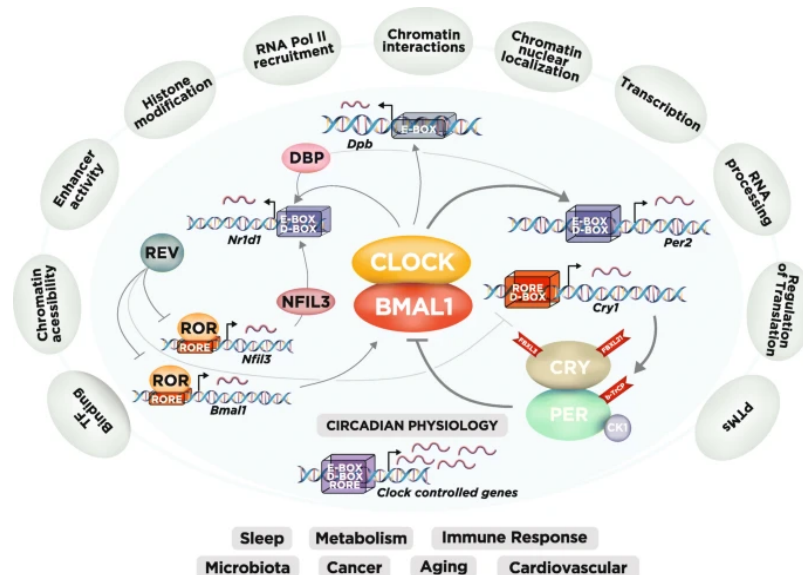 Chromatin
interactions
RNA Pol II
recruitment
Chromatin
nuclear
localization
Histone
modification
Transcription
Enhancer
activity
RNA
processing
Chromatin
acessibility
Regulation
of Translation
TF
Binding
PTMs
E-BOX
Dpb
DBP
E-BOX
D-BOX
Nr1d1
E-BOX
D-BOX
Per2
REV
CLOCK
BMAL1
NFIL3
RORE
D-BOX
Cry1
ROR
RORE
Nfil3
ROR
RORE
Bmal1
FBXL3
FBXL21
CRY
b-TrCP
PER
CK1
CIRCADIAN PHYSIOLOGY
E-BOX
D-BOX
RORE
Clock controlled genes
Sleep Metabolism Immune Response
Microbiota Cancer Aging Cardiovascular